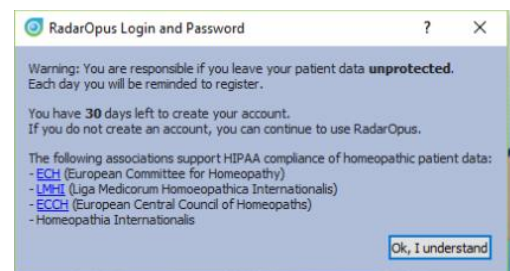 RadarOpus Login and Password
Warning: You are responsible if you leave your patient data unprotected.
Each day you will be reminded to register.
You have 30 days left to create your account.
If you do not create an account, you can continue to use RadarOpus.
The following associations support HIPAA compliance of homeopathic patient data:
- ECH (European Committee for Homeopathy)
- LMHI (Liga Medicorum Homoeopathica Internationalis)
- ECCH (European Central Council of Homeopaths)
- Homeopathia Internationalis
Ok, I understand